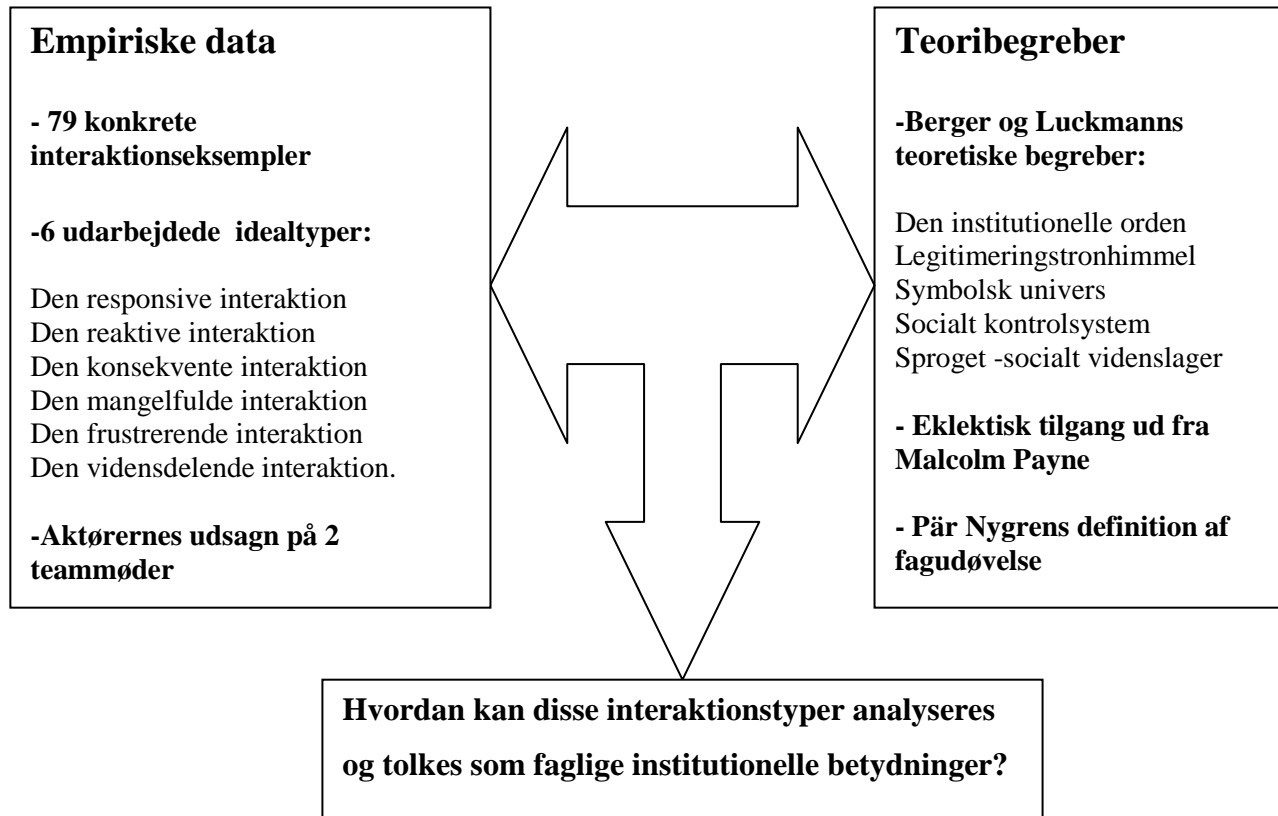 Empiriske data
- 79 konkrete
interaktionseksempler
-6 udarbejdede idealtyper:
Den responsive interaktion
Den reaktive interaktion
Den konsekvente interaktion
Den mangelfulde interaktion
Den frustrerende interaktion
Den vidensdelende interaktion.
-Aktørernes udsagn på 2
teammøder
Teoribegreber
-Berger og Luckmanns
teoretiske begreber:
Den institutionelle orden
Legitimeringstronhimmel
Symbolsk univers
Socialt kontrolsystem
Sproget -socialt videnslager
- Eklektisk tilgang ud fra
Malcolm Payne
- Pär Nygrens definition af
fagudøvelse
Hvordan kan disse interaktionstyper analyseres
og tolkes som faglige institutionelle betydninger?